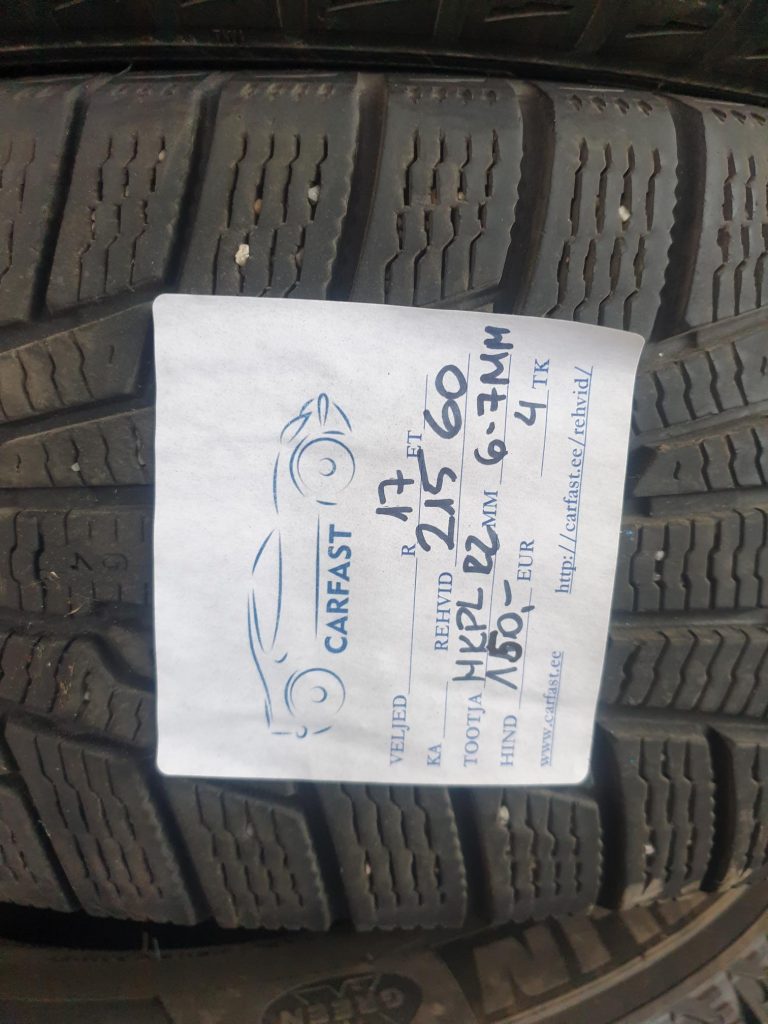 CARFAST
VELJED R 17 ET
KA REHVID 215 60
TOOTJA HKPL R2 MM 6-7MM
HIND 150,- EUR 4 TK
www.carfast.ee http://carfast.ee/rehvid/
GREEN